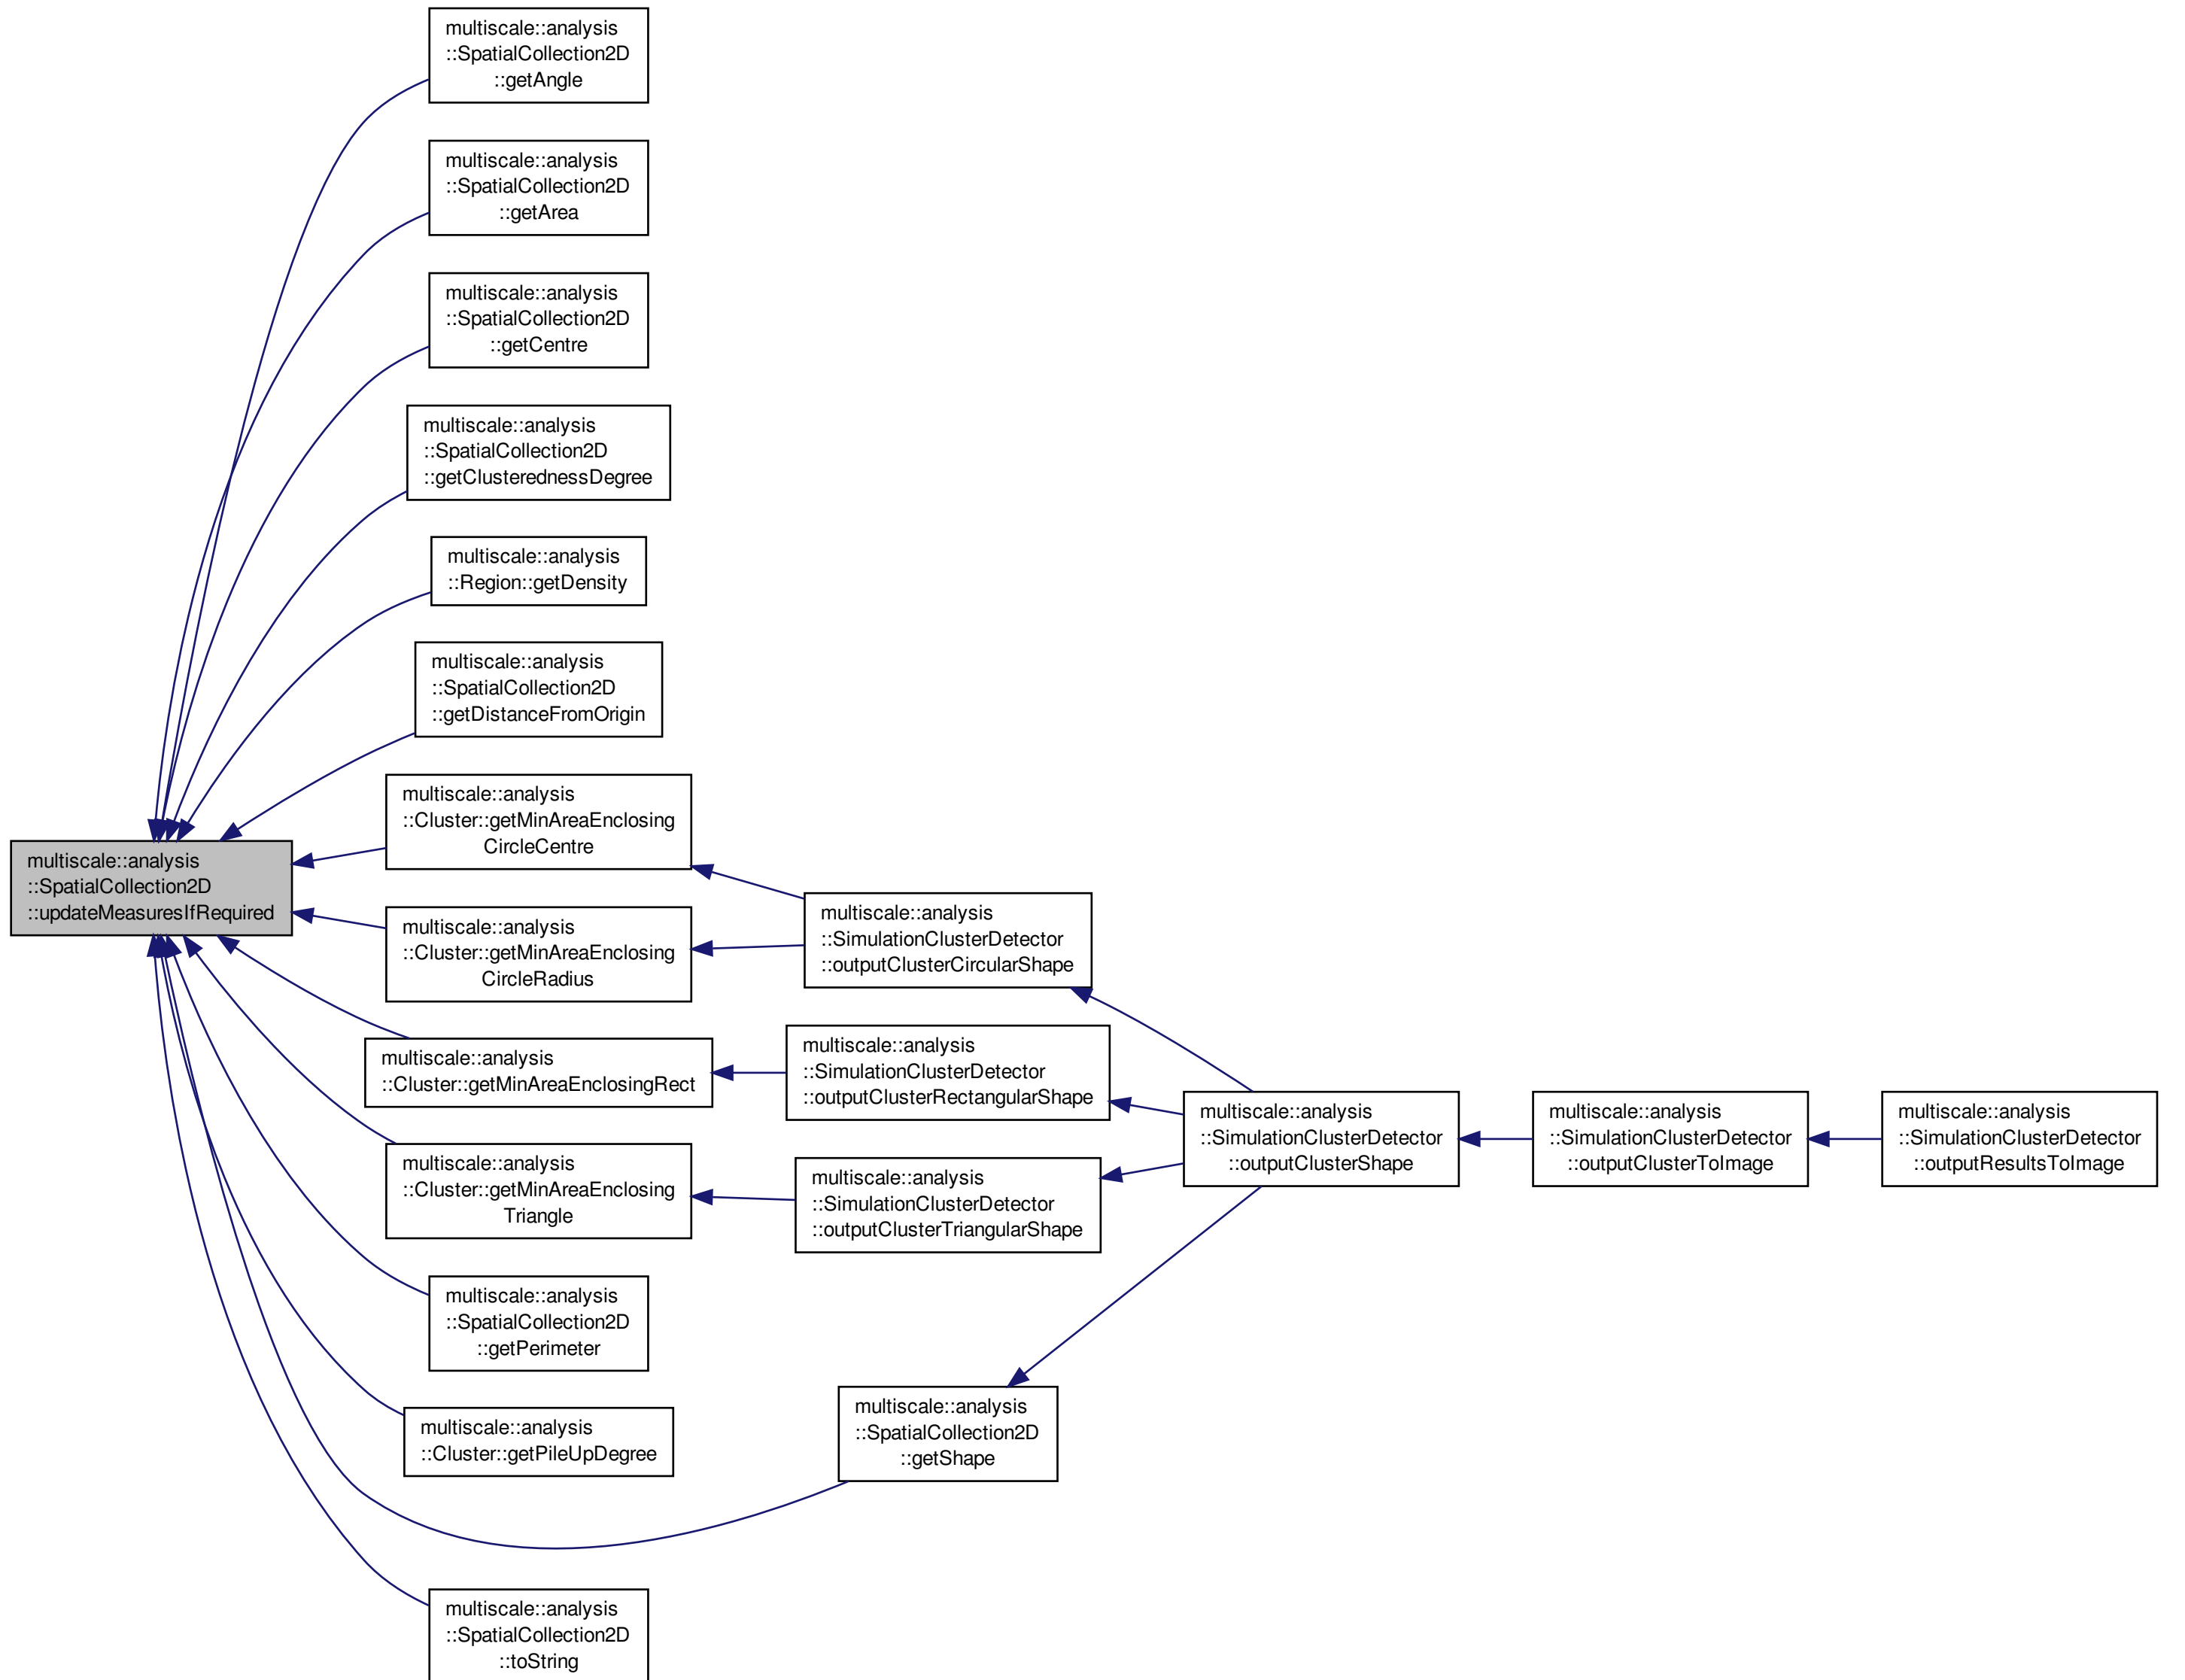 multiscale::analysis
::SpatialCollection2D
::getAngle
multiscale::analysis
::SpatialCollection2D
::getArea
multiscale::analysis
::SpatialCollection2D
::getCentre
multiscale::analysis
::SpatialCollection2D
::getClusterednessDegree
multiscale::analysis
::Region::getDensity
multiscale::analysis
::SpatialCollection2D
::getDistanceFromOrigin
multiscale::analysis
::Cluster::getMinAreaEnclosing
CircleCentre
multiscale::analysis
::SpatialCollection2D
::updateMeasuresIfRequired
multiscale::analysis
::Cluster::getMinAreaEnclosing
CircleRadius
multiscale::analysis
::SimulationClusterDetector
::outputClusterCircularShape
multiscale::analysis
::Cluster::getMinAreaEnclosingRect
multiscale::analysis
::SimulationClusterDetector
::outputClusterRectangularShape
multiscale::analysis
::SimulationClusterDetector
::outputClusterShape
multiscale::analysis
::SimulationClusterDetector
::outputClusterToImage
multiscale::analysis
::SimulationClusterDetector
::outputResultsToImage
multiscale::analysis
::Cluster::getMinAreaEnclosing
Triangle
multiscale::analysis
::SimulationClusterDetector
::outputClusterTriangularShape
multiscale::analysis
::SpatialCollection2D
::getPerimeter
multiscale::analysis
::Cluster::getPileUpDegree
multiscale::analysis
::SpatialCollection2D
::getShape
multiscale::analysis
::SpatialCollection2D
::toString